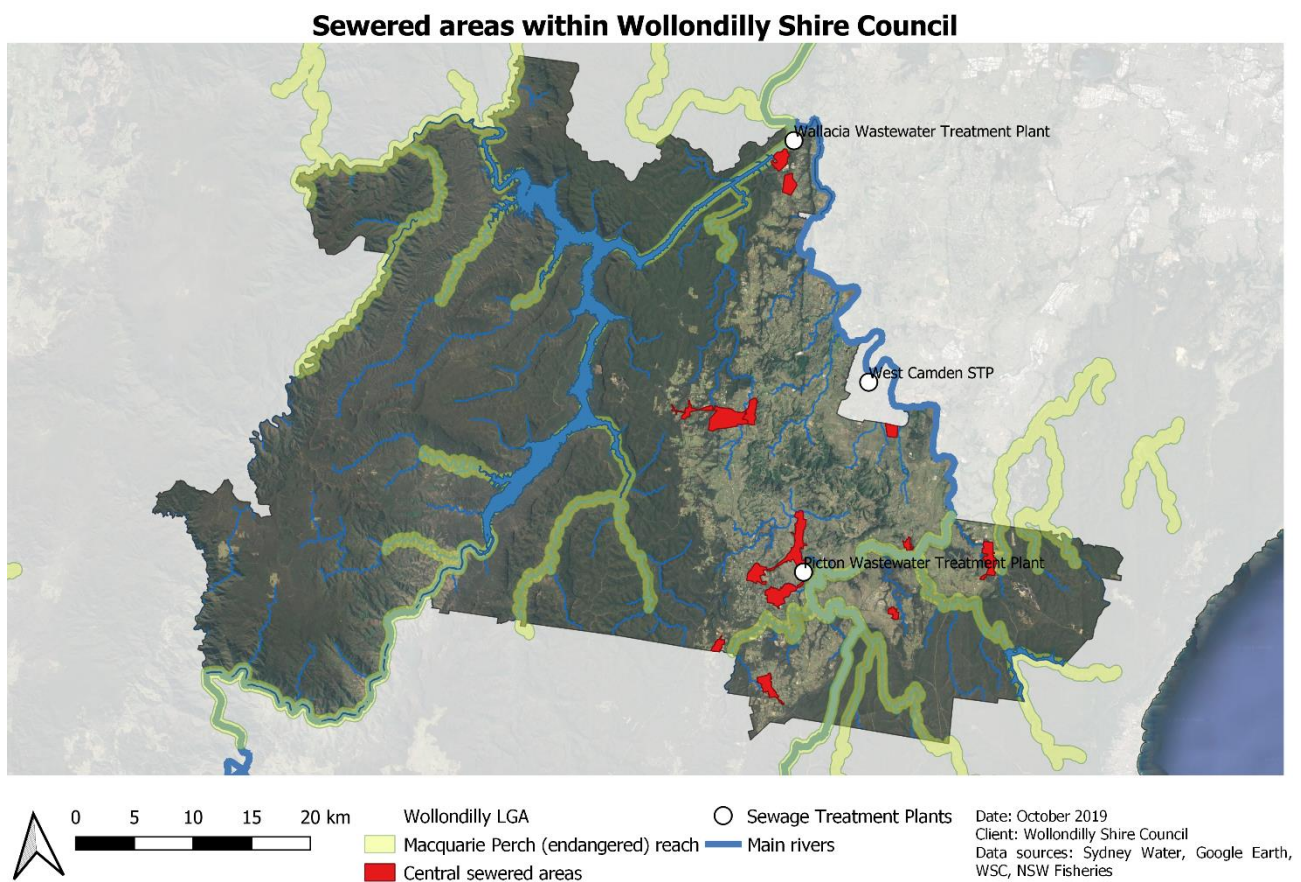 Sewered areas within Wollondilly Shire Council
Wallacia Wastewater Treatment Plant
West Camden STP
Picton Wastewater Treatment Plant
0 5 10 15 20 km
Wollondilly LGA
Macquarie Perch (endangered) reach
Central sewered areas
Sewage Treatment Plants
Main rivers
Date: October 2019
Client: Wollondilly Shire Council
Data sources: Sydney Water, Google Earth,
WSC, NSW Fisheries